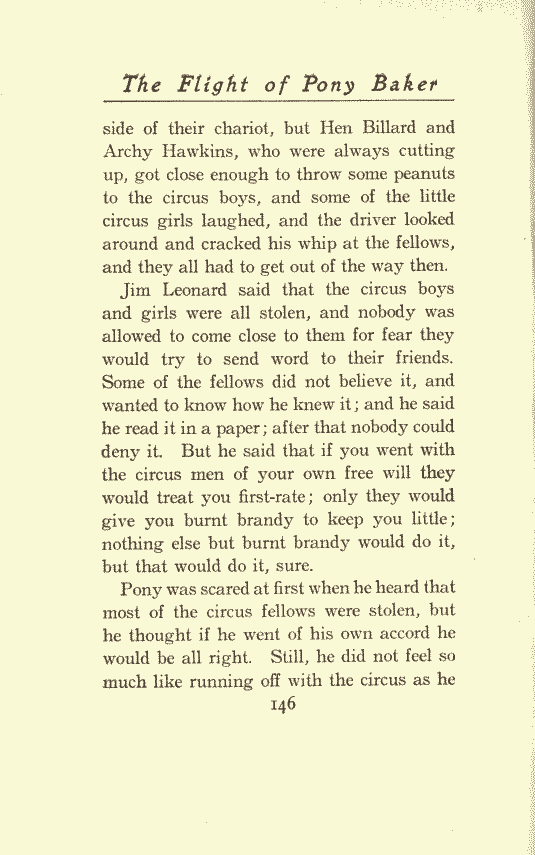 The Flight of Pony Baker
side of their chariot, but Hen Billard and
Archy Hawkins, who were always cutting
up, got close enough to throw some peanuts
to the circus boys, and some of the little
circus girls laughed, and the driver looked
around and cracked his whip at the fellows,
and they all had to get out of the way then.
Jim Leonard said that the circus boys
and girls were all stolen, and nobody was
allowed to come close to them for fear they
would try to send word to their friends.
Some of the fellows did not believe it, and
wanted to know how he knew it; and he said
he read it in a paper; after that nobody could
deny it. But he said that if you went with
the circus men of your own free will they
would treat you first-rate; only they would
give you burnt brandy to keep you little;
nothing else but burnt brandy would do it,
but that would do it, sure.
Pony was scared at first when he heard that
most of the circus fellows were stolen, but
he thought if he went of his own accord he
would be all right. Still, he did not feel so
much like running off with the circus as he
146